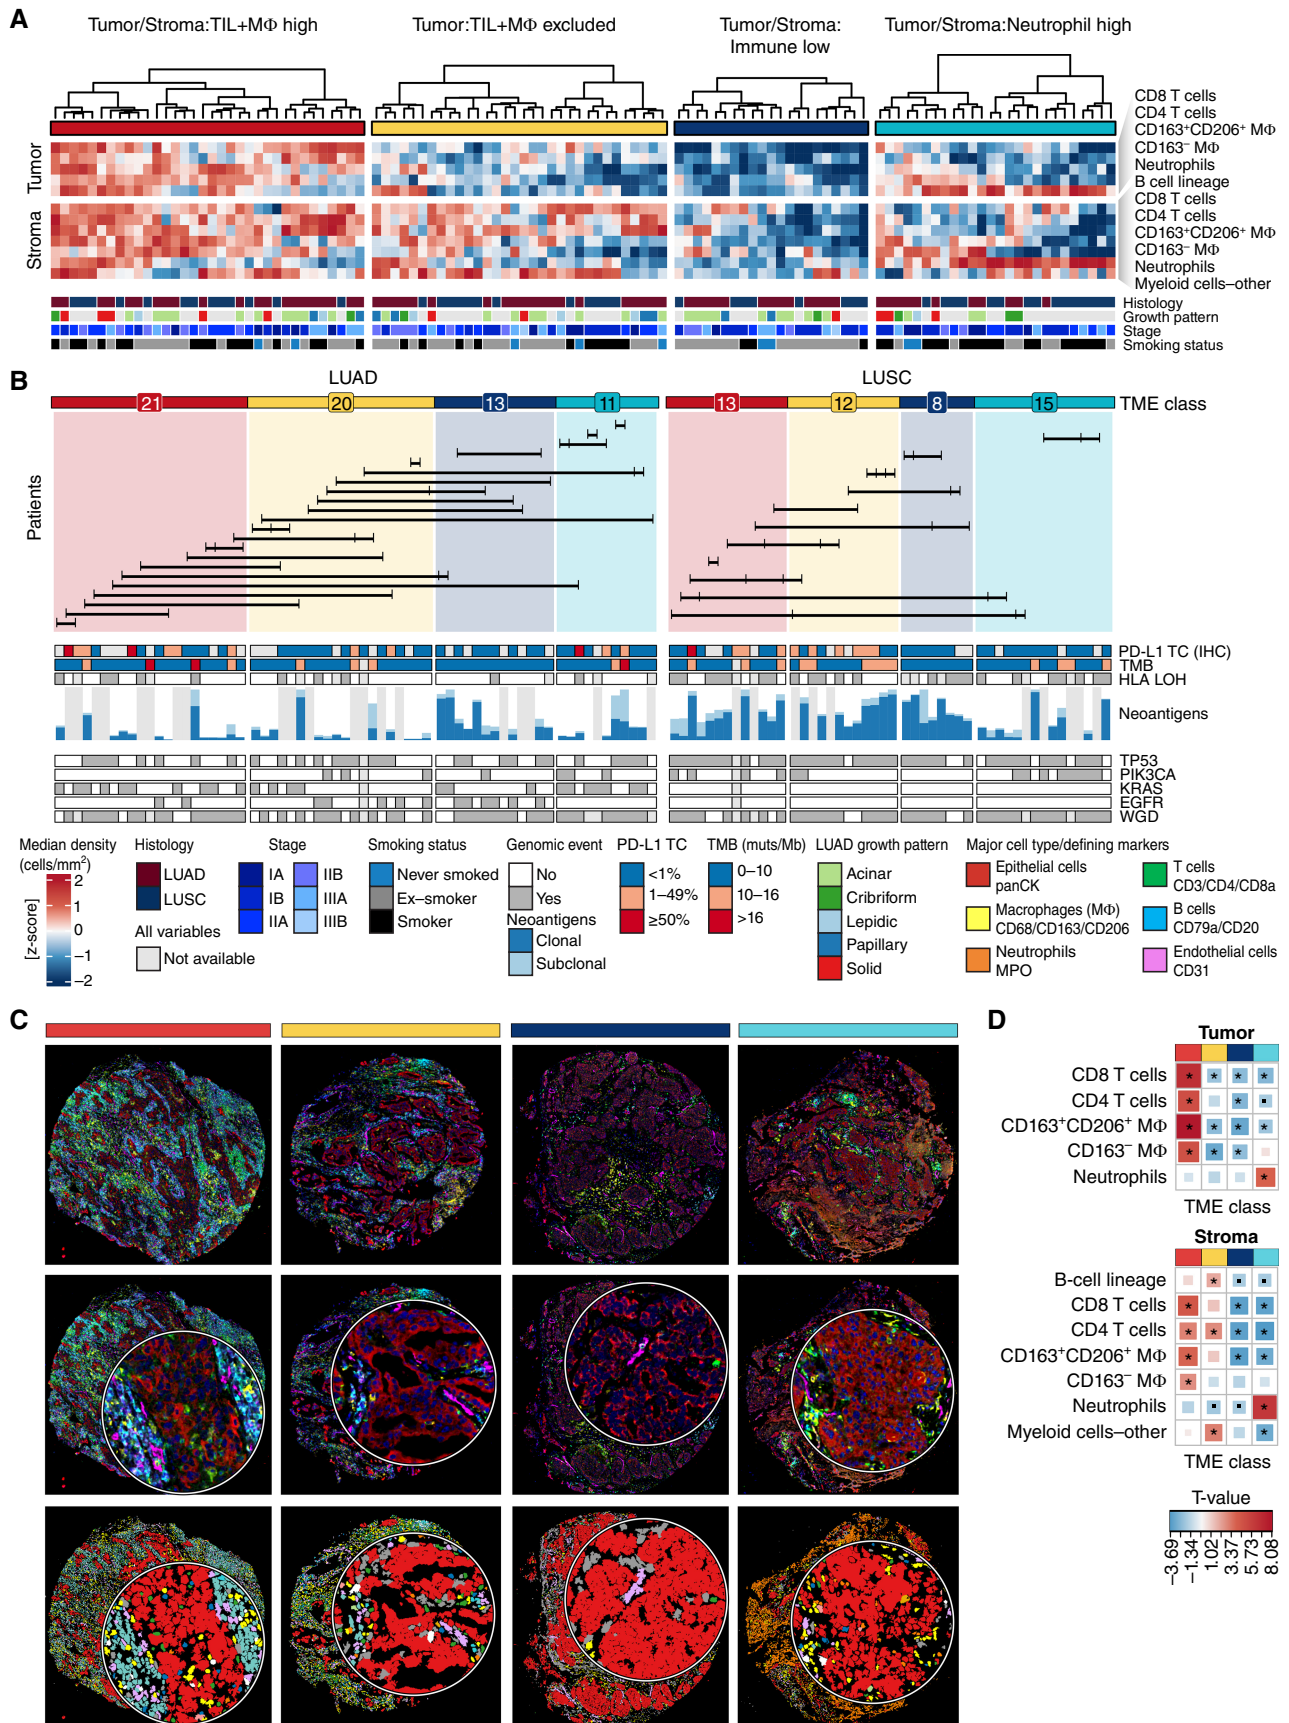 A
Tumor/Stroma:TIL+MΦ high
Tumor:TIL+MΦ excluded
Tumor/Stroma:
Immune low
Tumor/Stroma:Neutrophil high
Tumor
Stroma
CD8 T cells
CD4 T cells
CD163+CD206+ MΦ
CD163– MΦ
Neutrophils
B cell lineage
CD8 T cells
CD4 T cells
CD163+CD206+ MΦ
CD163– MΦ
Neutrophils
Myeloid cells–other
Histology
Growth pattern
Stage
Smoking status
B
LUAD
LUSC
21
20
13
11
13
12
8
15
TME class
Patients
PD-L1 TC (IHC)
TMB
HLA LOH
Neoantigens
TP53
PIK3CA
KRAS
EGFR
WGD
Median density
(cells/mm2)
[z-score]
2
1
0
–1
–2
Histology
LUAD
LUSC
All variables
Not available
Stage
IA
IB
IIA
IIB
IIIA
IIIB
Smoking status
Never smoked
Ex–smoker
Smoker
Genomic event
No
Yes
Neoantigens
Clonal
Subclonal
PD-L1 TC
<1%
1–49%
≥50%
TMB (muts/Mb)
0–10
10–16
>16
LUAD growth pattern
Acinar
Cribriform
Lepidic
Papillary
Solid
Major cell type/defining markers
Epithelial cells
panCK
Macrophages (MΦ)
CD68/CD163/CD206
Neutrophils
MPO
T cells
CD3/CD4/CD8a
B cells
CD79a/CD20
Endothelial cells
CD31
C
D
Tumor
CD8 T cells
CD4 T cells
CD163+CD206+ MΦ
CD163– MΦ
Neutrophils
TME class
Stroma
B-cell lineage
CD8 T cells
CD4 T cells
CD163+CD206+ MΦ
CD163– MΦ
Neutrophils
Myeloid cells–other
TME class
T-value
–3.69
–1.34
1.02
3.37
5.73
8.08